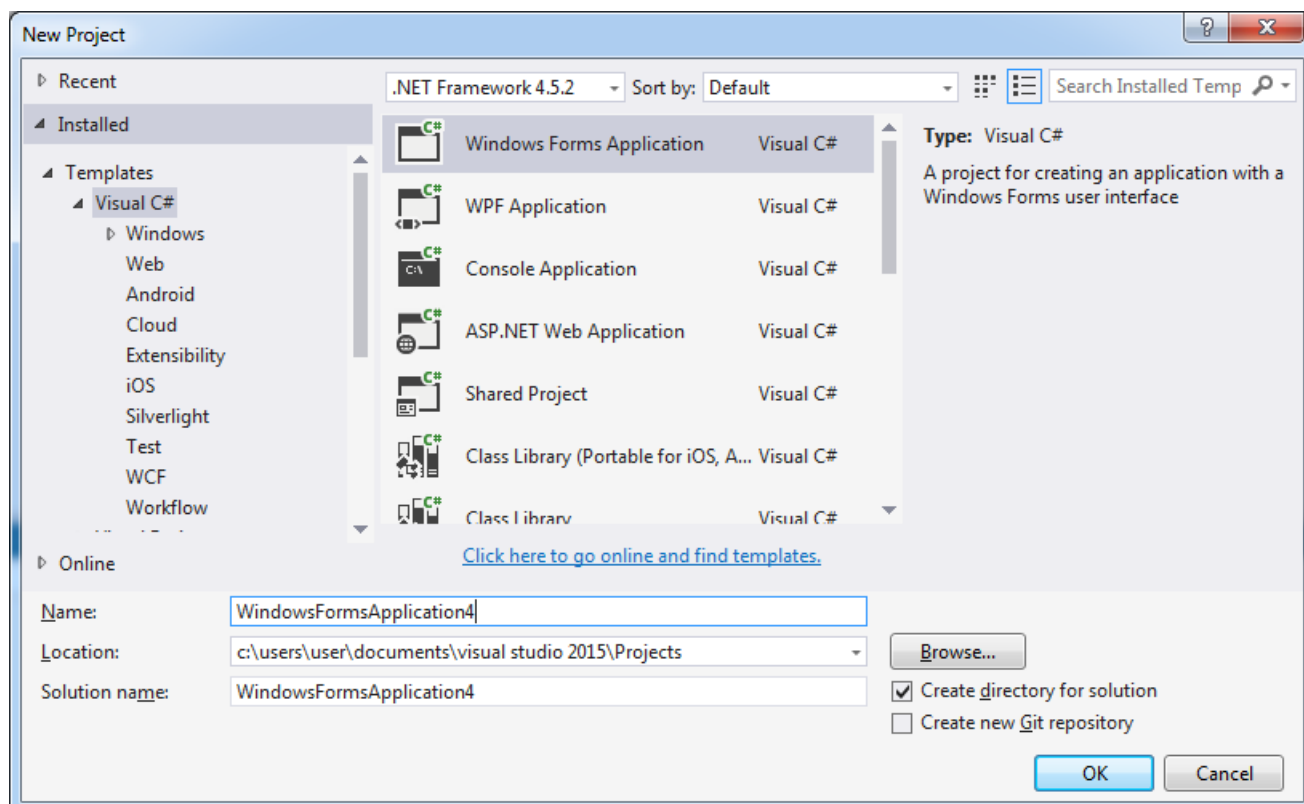 New Project
Recent
.NET Framework 4.5.2 Sort by: Default Search Installed Temp
Installed
Templates
Visual C#
Windows
Web
Android
Cloud
Extensibility
iOS
Silverlight
Test
WCF
Workflow
Online
Windows Forms Application Visual C#
WPF Application Visual C#
Console Application Visual C#
ASP.NET Web Application Visual C#
Shared Project Visual C#
Class Library (Portable for iOS, A... Visual C#
Class Library Visual C#
Click here to go online and find templates.
Type: Visual C#
A project for creating an application with a
Windows Forms user interface
Name: WindowsFormsApplication4
Location: c:\users\user\documents\visual studio 2015\Projects Browse...
Solution name: WindowsFormsApplication4
Create directory for solution
Create new Git repository
OK Cancel